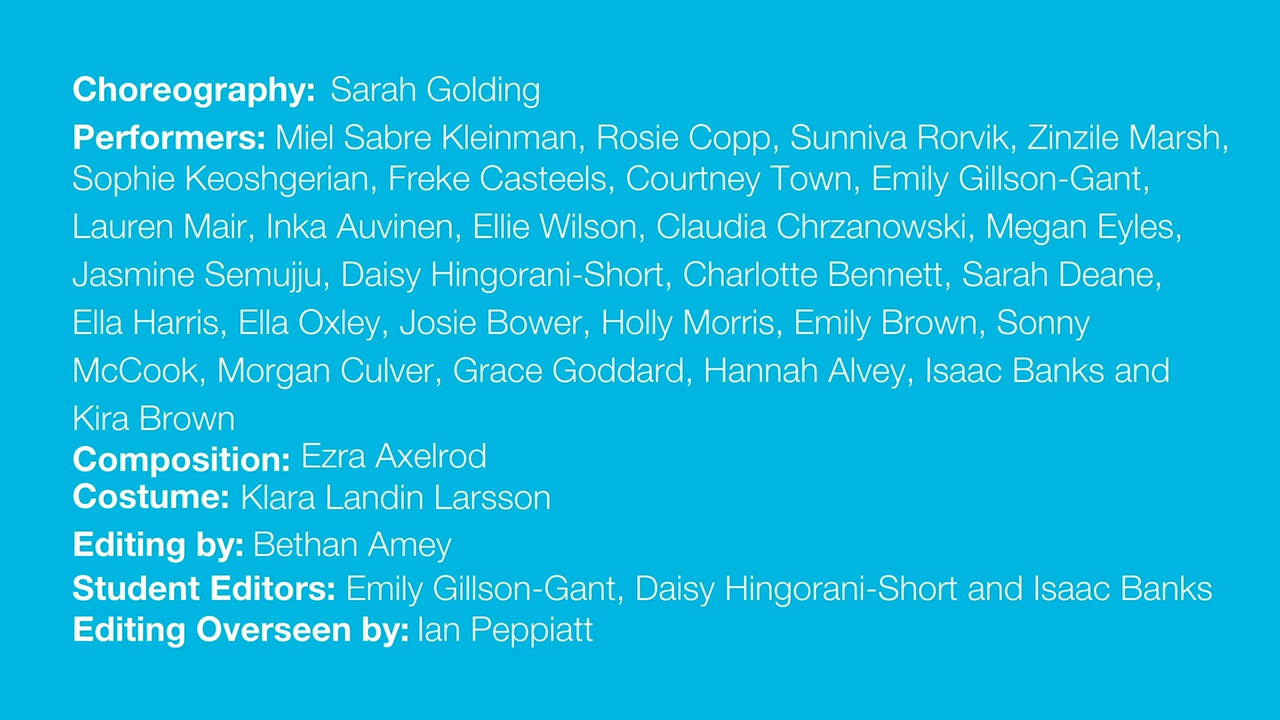 Choreography: Sarah Golding
Performers: Miel Sabre Kleinman, Rosie Copp, Sunniva Rorvik, Zinzile Marsh,
Sophie Keoshgerian, Freke Casteels, Courtney Town, Emily Gillson-Gant,
Lauren Mair, Inka Auvinen, Ellie Wilson, Claudia Chrzanowski, Megan Eyles,
Jasmine Semujju, Daisy Hingorani-Short, Charlotte Bennett, Sarah Deane,
Ella Harris, Ella Oxley, Josie Bower, Holly Morris, Emily Brown, Sonny
McCook, Morgan Culver, Grace Goddard, Hannah Alvey, Isaac Banks and
Kira Brown
Composition: Ezra Axelrod
Costume: Klara Landin Larsson
Editing by: Bethan Amey
Student Editors: Emily Gillson-Gant, Daisy Hingorani-Short and Isaac Banks
Editing Overseen by: Ian Peppiatt